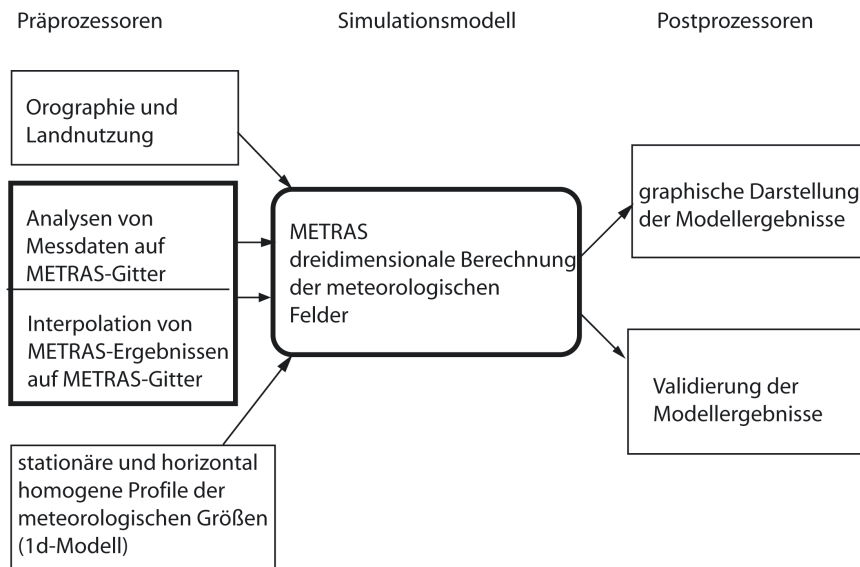 Präprozessoren
Simulationsmodell
Postprozessoren
Orographie und
Landnutzung
Analysen von
Messdaten auf
METRAS-Gitter
Interpolation von
METRAS-Ergebnissen
auf METRAS-Gitter
stationäre und horizontal
homogene Profile der
meteorologischen Größen
(1d-Modell)
METRAS
dreidimensionale Berechnung
der meteorologischen
Felder
graphische Darstellung
der Modellergebnisse
Validierung der
Modellergebnisse